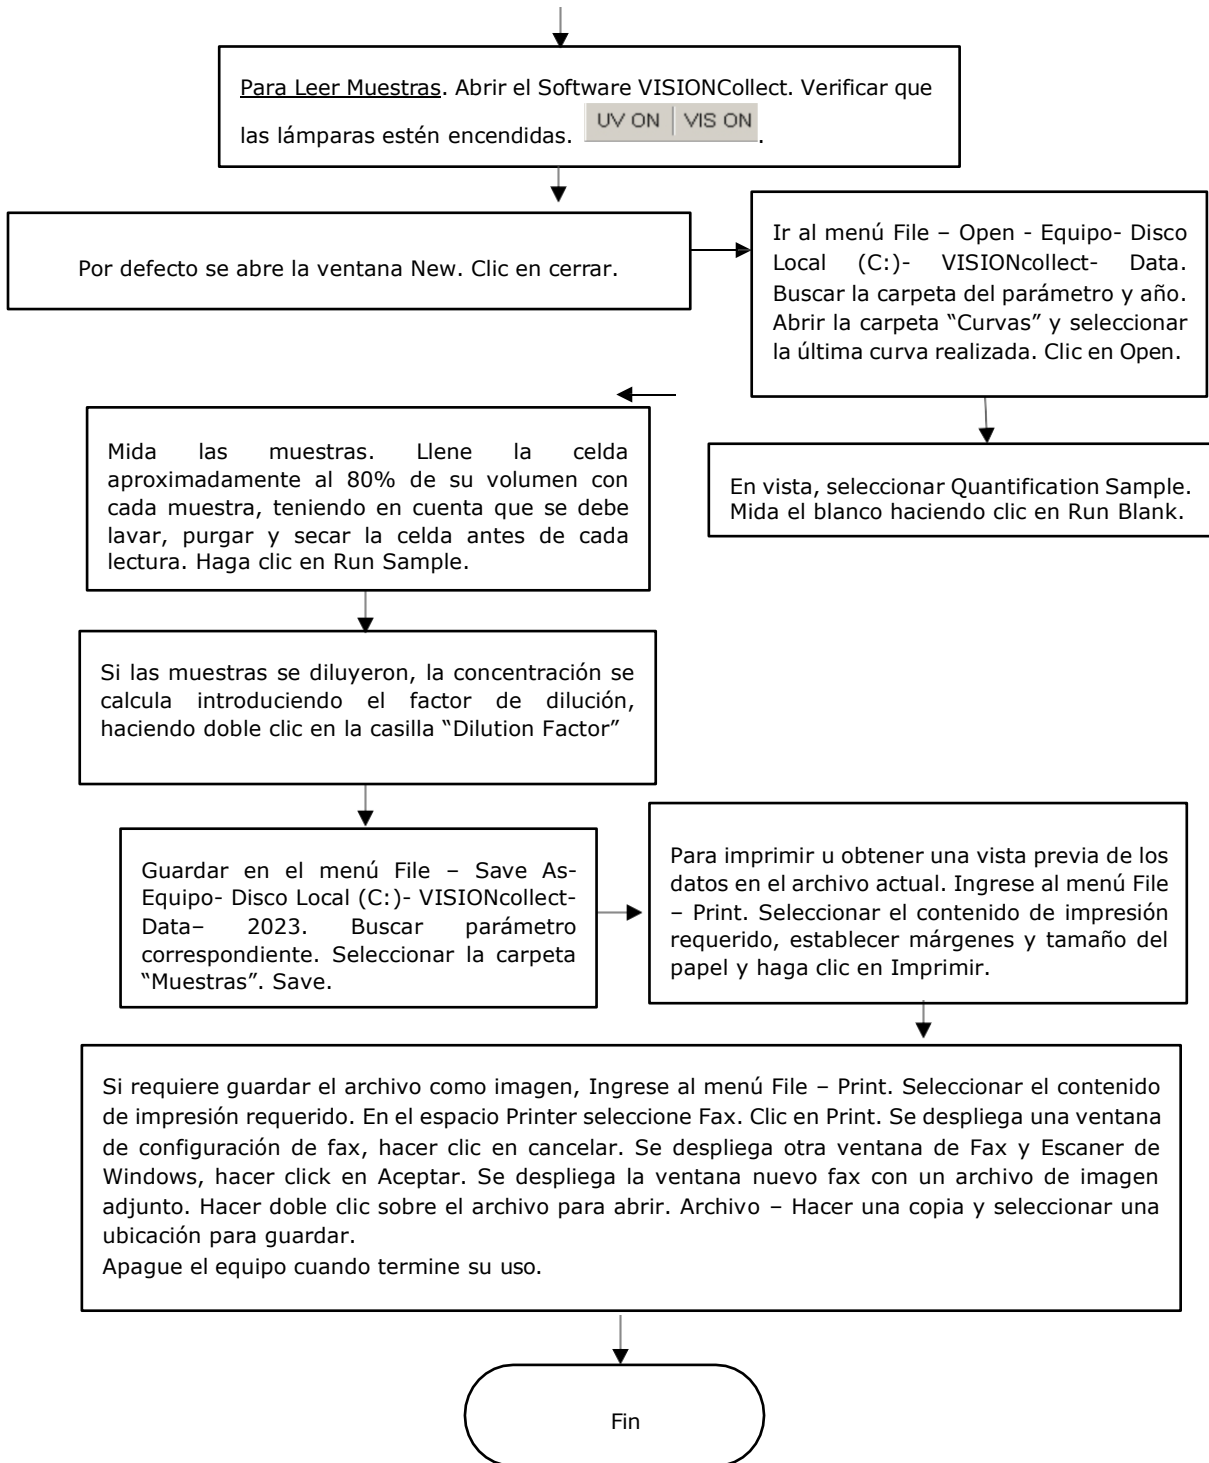 Para Leer Muestras. Abrir el Software VISIONCollect. Verificar que
las lámparas estén encendidas. UV ON VIS ON.
Por defecto se abre la ventana New. Clic en cerrar.
Ir al menú File – Open - Equipo- Disco
Local (C:)- VISIONcollect- Data.
Buscar la carpeta del parámetro y año.
Abrir la carpeta “Curvas” y seleccionar
la última curva realizada. Clic en Open.
En vista, seleccionar Quantification Sample.
Mida el blanco haciendo clic en Run Blank.
Mida las muestras. Llene la celda
aproximadamente al 80% de su volumen con
cada muestra, teniendo en cuenta que se debe
lavar, purgar y secar la celda antes de cada
lectura. Haga clic en Run Sample.
Si las muestras se diluyeron, la concentración se
calcula introduciendo el factor de dilución,
haciendo doble clic en la casilla “Dilution Factor”
Guardar en el menú File – Save As-
Equipo- Disco Local (C:)- VISIONcollect-
Data– 2023. Buscar parámetro
correspondiente. Seleccionar la carpeta
“Muestras”. Save.
Para imprimir u obtener una vista previa de los
datos en el archivo actual. Ingrese al menú File
– Print. Seleccionar el contenido de impresión
requerido, establecer márgenes y tamaño del
papel y haga clic en Imprimir.
Si requiere guardar el archivo como imagen, Ingrese al menú File – Print. Seleccionar el contenido
de impresión requerido. En el espacio Printer seleccione Fax. Clic en Print. Se despliega una ventana
de configuración de fax, hacer clic en cancelar. Se despliega otra ventana de Fax y Escaner de
Windows, hacer click en Aceptar. Se despliega la ventana nuevo fax con un archivo de imagen
adjunto. Hacer doble clic sobre el archivo para abrir. Archivo – Hacer una copia y seleccionar una
ubicación para guardar.
Apague el equipo cuando termine su uso.
Fin